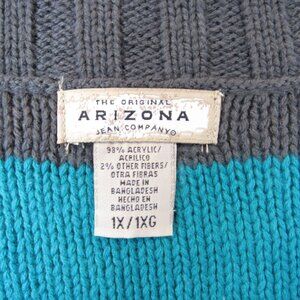 THE ORIGINAL
ARIZONA
JEAN COMPANY®
98% ACRYLIC/
ACRILICO
2% OTHER FIBERS/
OTRA FIBRAS
MADE IN
BANGLADESH
HECHO EN
BANGLADESH
1X/1XG